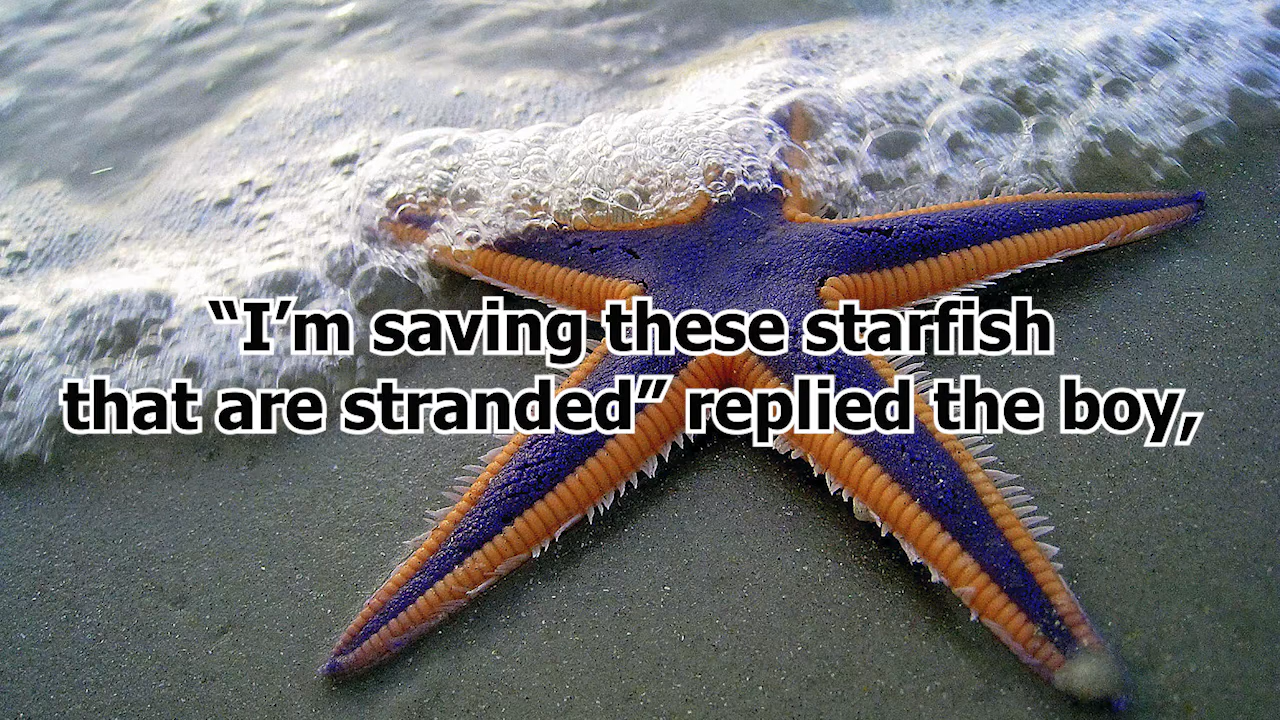 “I’m saving these starfish
that are stranded” replied the boy,